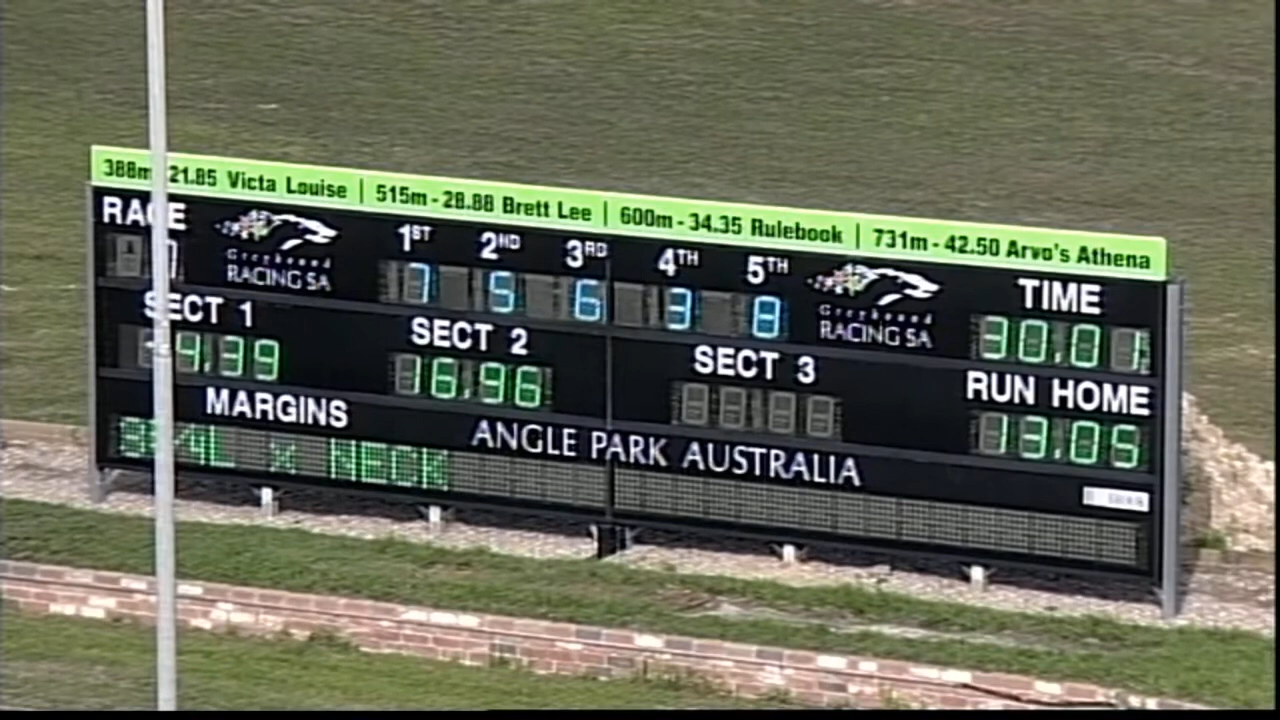 388m 21.85 Victa Louise | 515m - 28.88 Brett Lee | 600m - 34.35 Rulebook | 731m - 42.50 Arvo's Athena
RACE
Greyhound
RACING SA
1ST 2ND 3RD 4TH 5TH
7 5 6 3 8
Greyhound
RACING SA
TIME
30.01
SECT 1
4.39
SECT 2
16.96
SECT 3
RUN HOME
13.05
MARGINS
ANGLE PARK AUSTRALIA
NECK